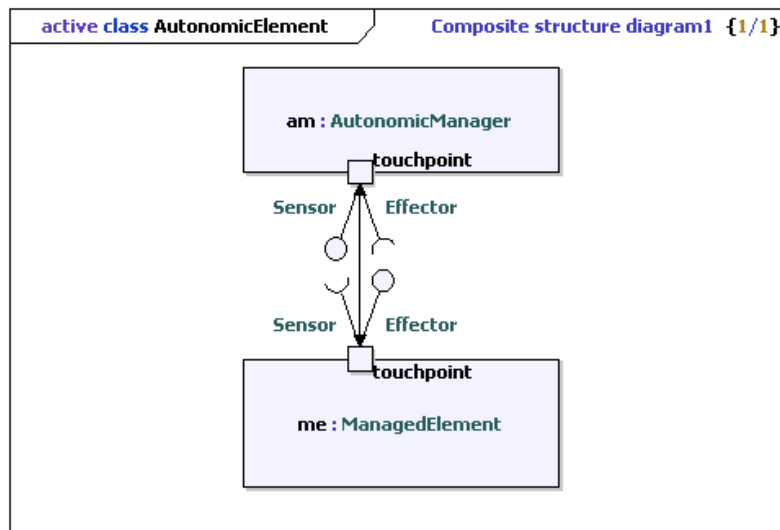 active class AutonomicElement
Composite structure diagram1 {1/1}
am : AutonomicManager
touchpoint
Sensor Effector
Sensor Effector
touchpoint
me : ManagedElement